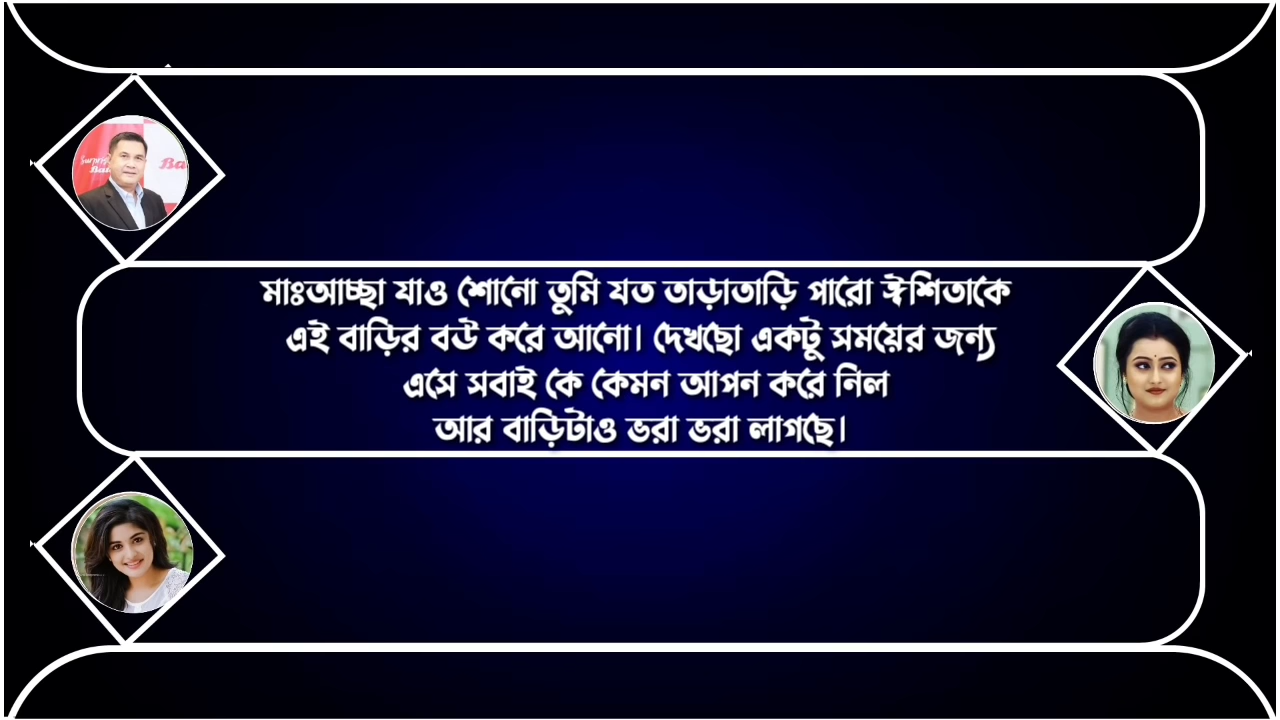 মাঃআচ্ছা যাও শোনো তুমি যত তাড়াতাড়ি পারো ঈশিতাকে
এই বাড়ির বউ করে আনো। দেখছো একটু সময়ের জন্য
এসে সবাই কে কেমন আপন করে নিল
আর বাড়িটাও ভরা ভরা লাগছে।